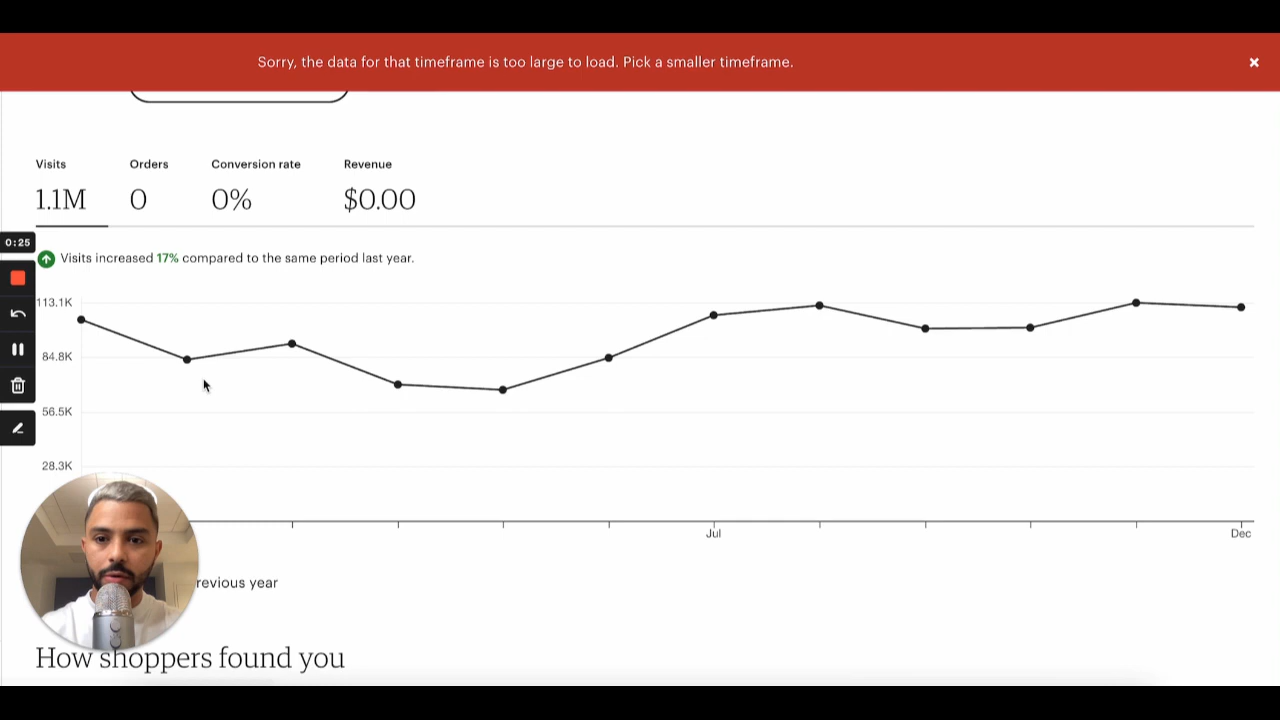 Sorry, the data for that timeframe is too large to load. Pick a smaller timeframe.
Visits Orders Conversion rate Revenue
1.1M 0 0% $0.00
0:25
Visits increased 17% compared to the same period last year.
113.1K
84.8K
56.5K
28.3K
Jul Dec
revious year
How shoppers found you